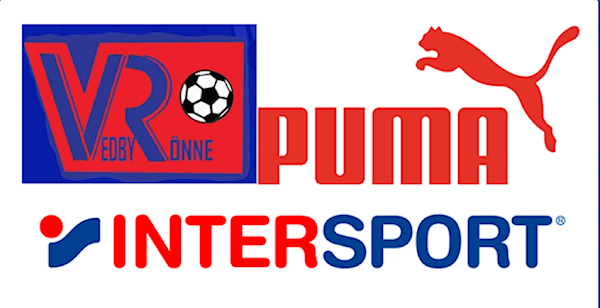 VR
VEDBY RÖNNE
PUMA
INTERSPORT®